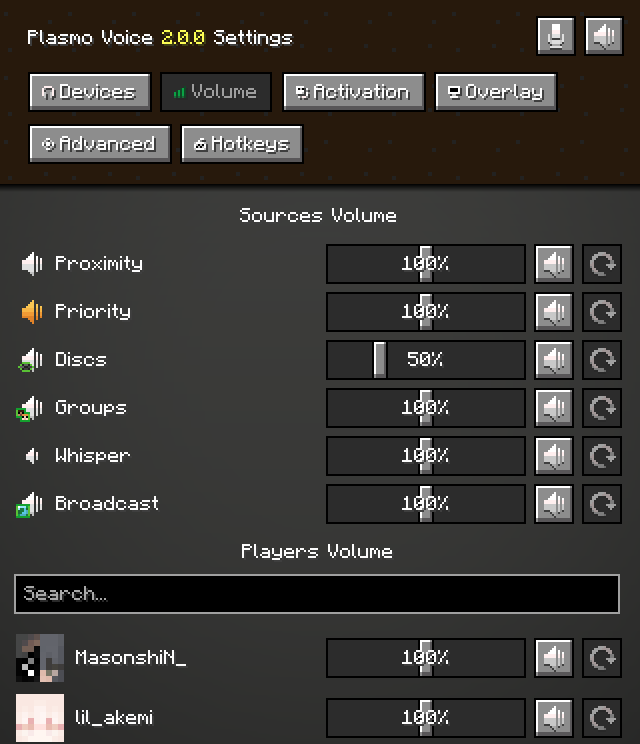 Plasmo Voice 2.0.0 Settings
Devices Volume Activation Overlay
Advanced Hotkeys
Sources Volume
Proximity 100%
Priority 100%
Discs 50%
Groups 100%
Whisper 100%
Broadcast 100%
Players Volume
Search...
MasonshiN_ 100%
lil_akemi 100%